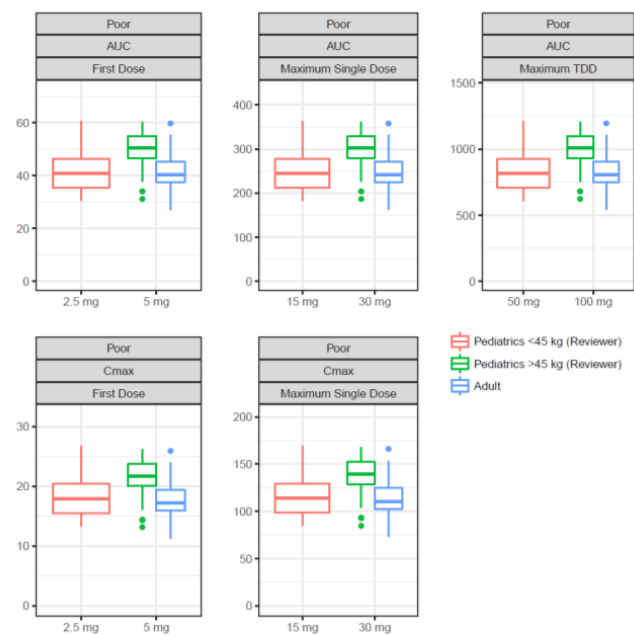 Poor
AUC
First Dose
60
40
20
0
2.5 mg 5 mg
Poor
AUC
Maximum Single Dose
400
300
200
100
0
15 mg 30 mg
Poor
AUC
Maximum TDD
1500
1000
500
0
50 mg 100 mg
Pediatrics <45 kg (Reviewer)
Pediatrics >45 kg (Reviewer)
Adult
Poor
Cmax
First Dose
30
20
10
0
2.5 mg 5 mg
Poor
Cmax
Maximum Single Dose
200
150
100
50
0
15 mg 30 mg